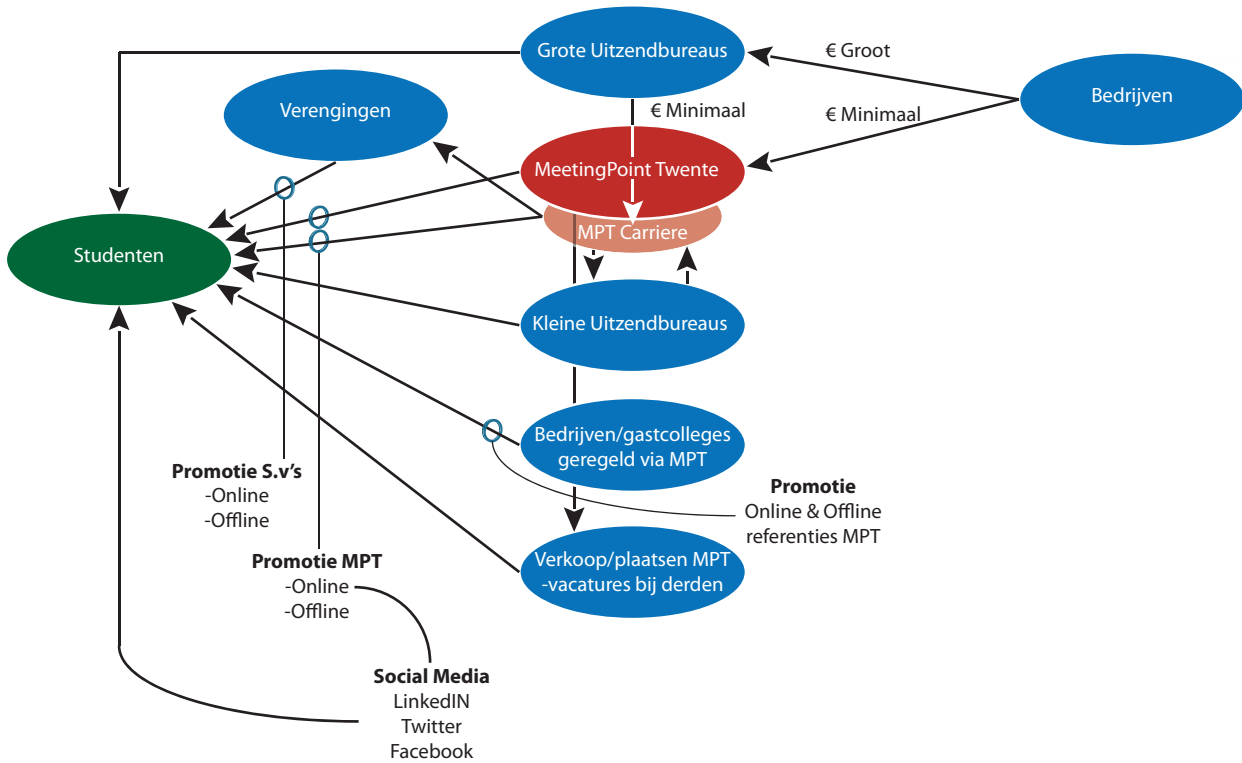 Grote Uitzendbureaus
€ Groot
Bedrijven
Verengingen
€ Minimaal
€ Minimaal
MeetingPoint Twente
MPT Carriere
Studenten
Kleine Uitzendbureaus
Bedrijven/gastcolleges
geregeld via MPT
Promotie S.v's
-Online
-Offline
Promotie
Online & Offline
referenties MPT
Promotie MPT
-Online
-Offline
Verkoop/plaatsen MPT
-vacatures bij derden
Social Media
LinkedIN
Twitter
Facebook